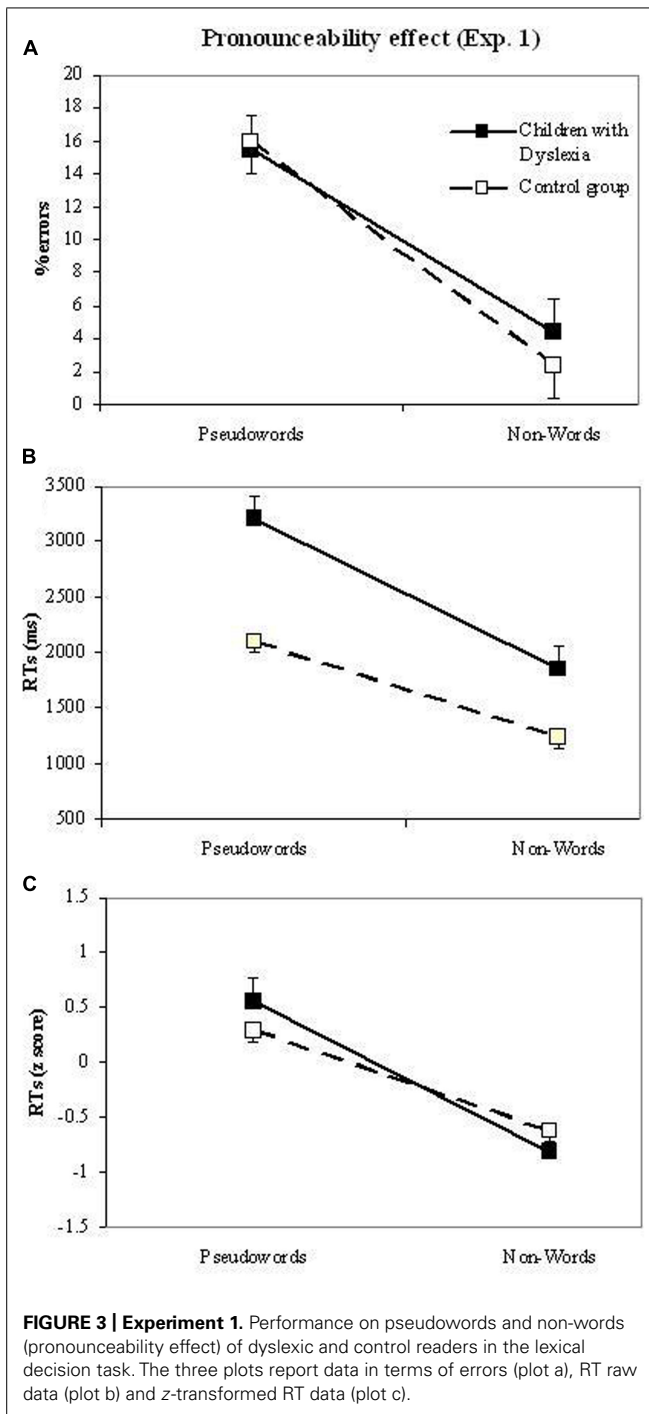 A
Pronounceability effect (Exp. 1)
20
18
16
14
12
10
8
6
4
2
0
%errors
Children with
Dyslexia
Control group
Pseudowords Non-Words
B
3500
3000
2500
2000
1500
1000
500
RTs (ms)
Pseudowords Non-Words
C
1.5
1
0.5
0
-0.5
-1
-1.5
RTs (z score)
Pseudowords Non-Words
FIGURE 3 | Experiment 1. Performance on pseudowords and non-words
(pronounceability effect) of dyslexic and control readers in the lexical
decision task. The three plots report data in terms of errors (plot a), RT raw
data (plot b) and z-transformed RT data (plot c).